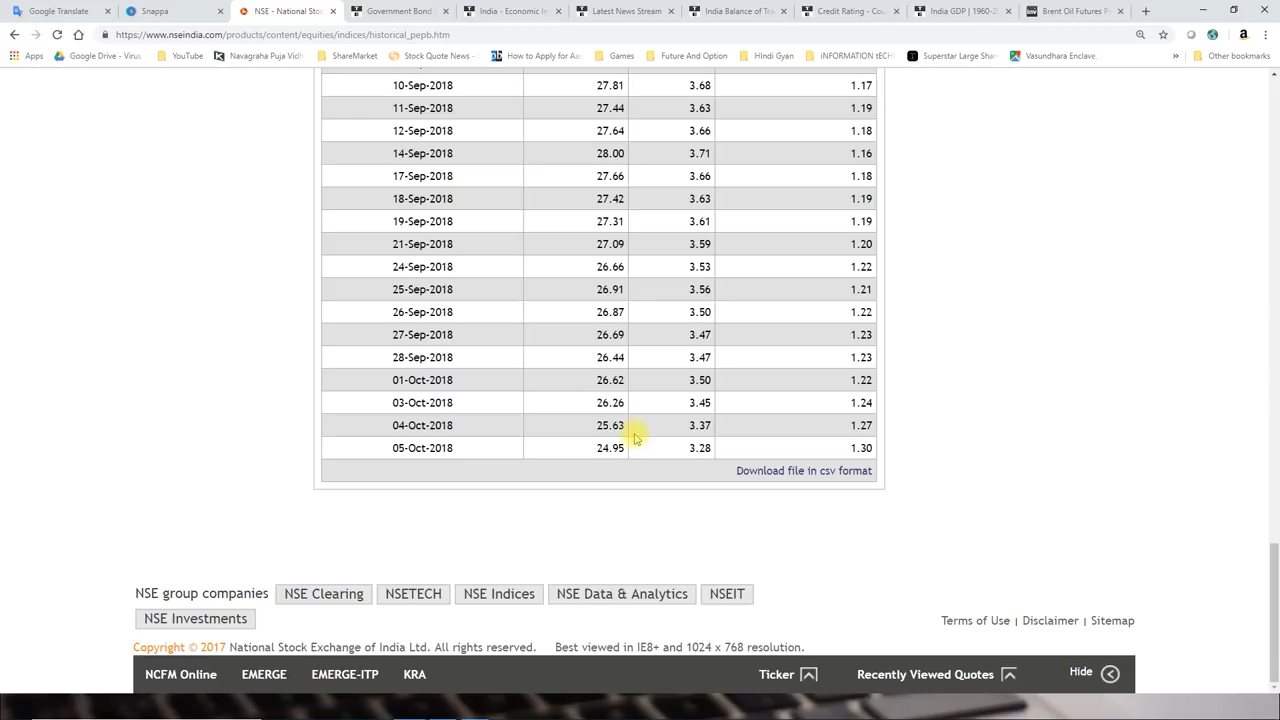 Google Translate
Snappa
NSE - National Stoc
Government Bond
India - Economic In
Latest News Stream
India Balance of Tra
Credit Rating - Cou
India GDP | 1960-2
Brent Oil Futures Pr
https://www.nseindia.com/products/content/equities/indices/historical_pepb.htm
Apps
Google Drive - Virus
YouTube
Navagraha Puja Vidh
ShareMarket
Stock Quote News - 
How to Apply for Aa
Games
Future And Option
HIndi Gyan
iNFORMATION tECH
Superstar Large Shar
Vasundhara Enclave,
»
Other bookmarks
10-Sep-2018 27.81 3.68 1.17
11-Sep-2018 27.44 3.63 1.19
12-Sep-2018 27.64 3.66 1.18
14-Sep-2018 28.00 3.71 1.16
17-Sep-2018 27.66 3.66 1.18
18-Sep-2018 27.42 3.63 1.19
19-Sep-2018 27.31 3.61 1.19
21-Sep-2018 27.09 3.59 1.20
24-Sep-2018 26.66 3.53 1.22
25-Sep-2018 26.91 3.56 1.21
26-Sep-2018 26.87 3.50 1.22
27-Sep-2018 26.69 3.47 1.23
28-Sep-2018 26.44 3.47 1.23
01-Oct-2018 26.62 3.50 1.22
03-Oct-2018 26.26 3.45 1.24
04-Oct-2018 25.63 3.37 1.27
05-Oct-2018 24.95 3.28 1.30
Download file in csv format
NSE group companies NSE Clearing NSETECH NSE Indices NSE Data & Analytics NSEIT
NSE Investments
Terms of Use | Disclaimer | Sitemap
Copyright © 2017 National Stock Exchange of India Ltd. All rights reserved. Best viewed in IE8+ and 1024 x 768 resolution.
NCFM Online EMERGE EMERGE-ITP KRA Ticker Recently Viewed Quotes Hide